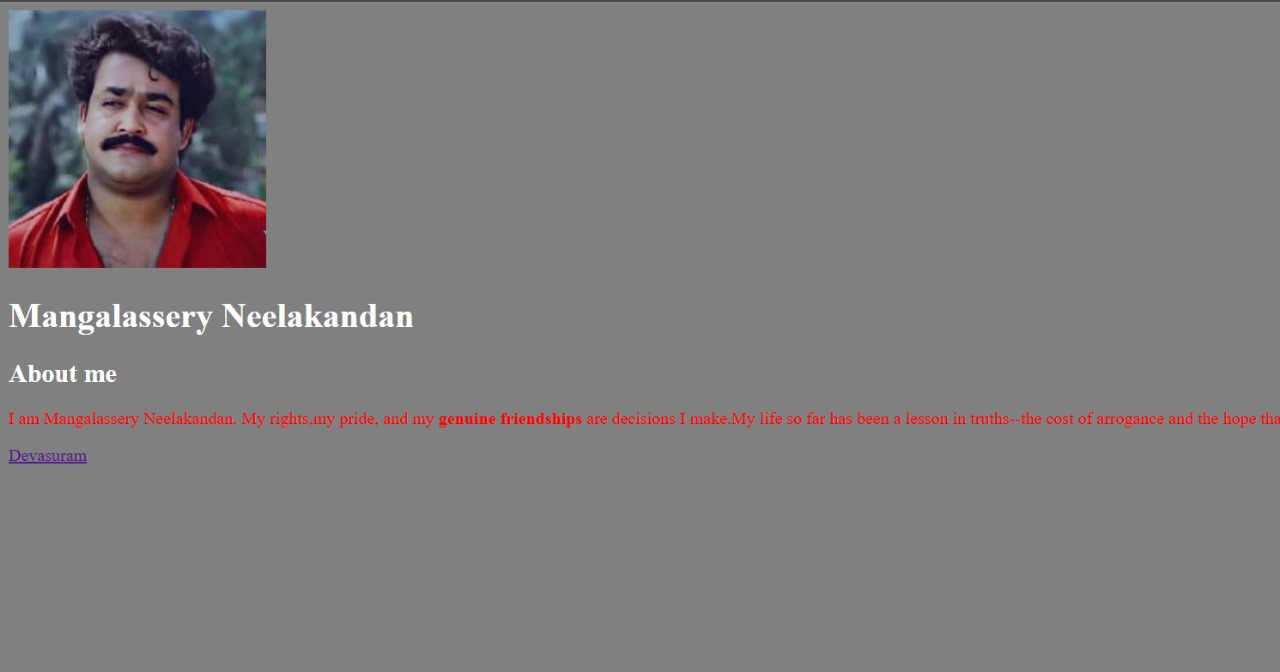 Mangalassery Neelakandan
About me
I am Mangalassery Neelakandan. My rights,my pride, and my genuine friendships are decisions I make.My life so far has been a lesson in truths--the cost of arrogance and the hope tha
Devasuram